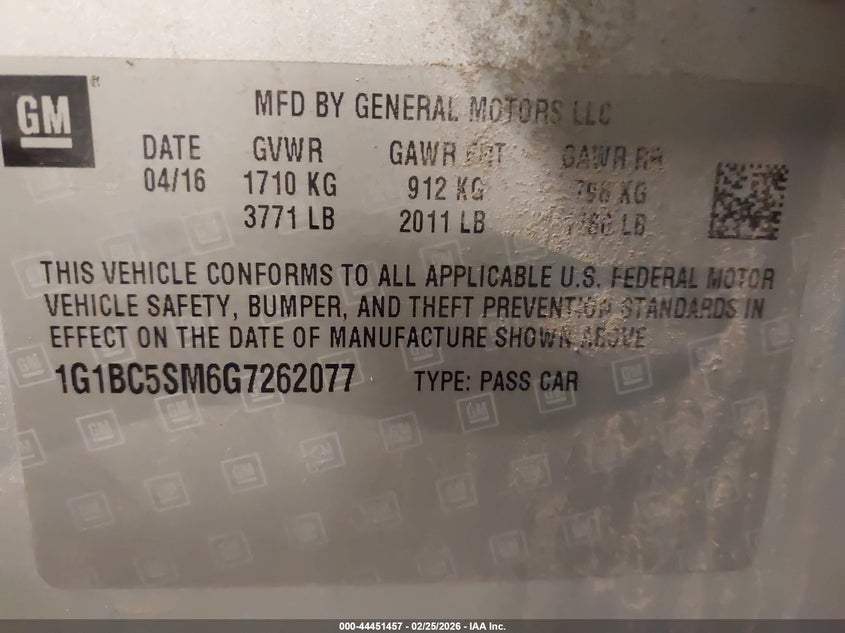 GM
MFD BY GENERAL MOTORS LLC
DATE GVWR GAWR FRT GAWR RR
04/16 1710 KG 912 KG 798 KG
3771 LB 2011 LB LB
THIS VEHICLE CONFORMS TO ALL APPLICABLE U.S. FEDERAL MOTOR
VEHICLE SAFETY, BUMPER, AND THEFT PREVENTION STANDARDS IN
EFFECT ON THE DATE OF MANUFACTURE SHOWN ABOVE
1G1BC5SM6G7262077 TYPE: PASS CAR
000-44451457 - 02/25/2026 - IAA Inc.